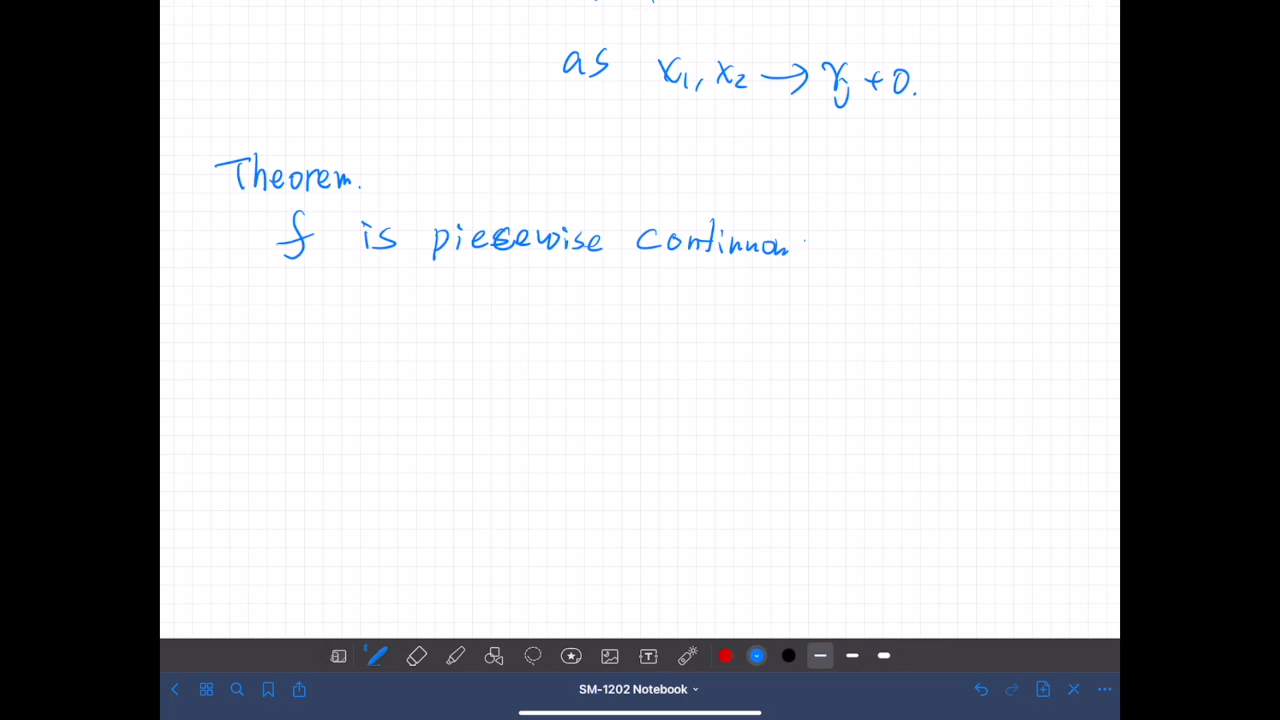 as x₁, x₂ → γⱼ + 0.
Theorem.
f is piecewise continuou
SM-1202 Notebook